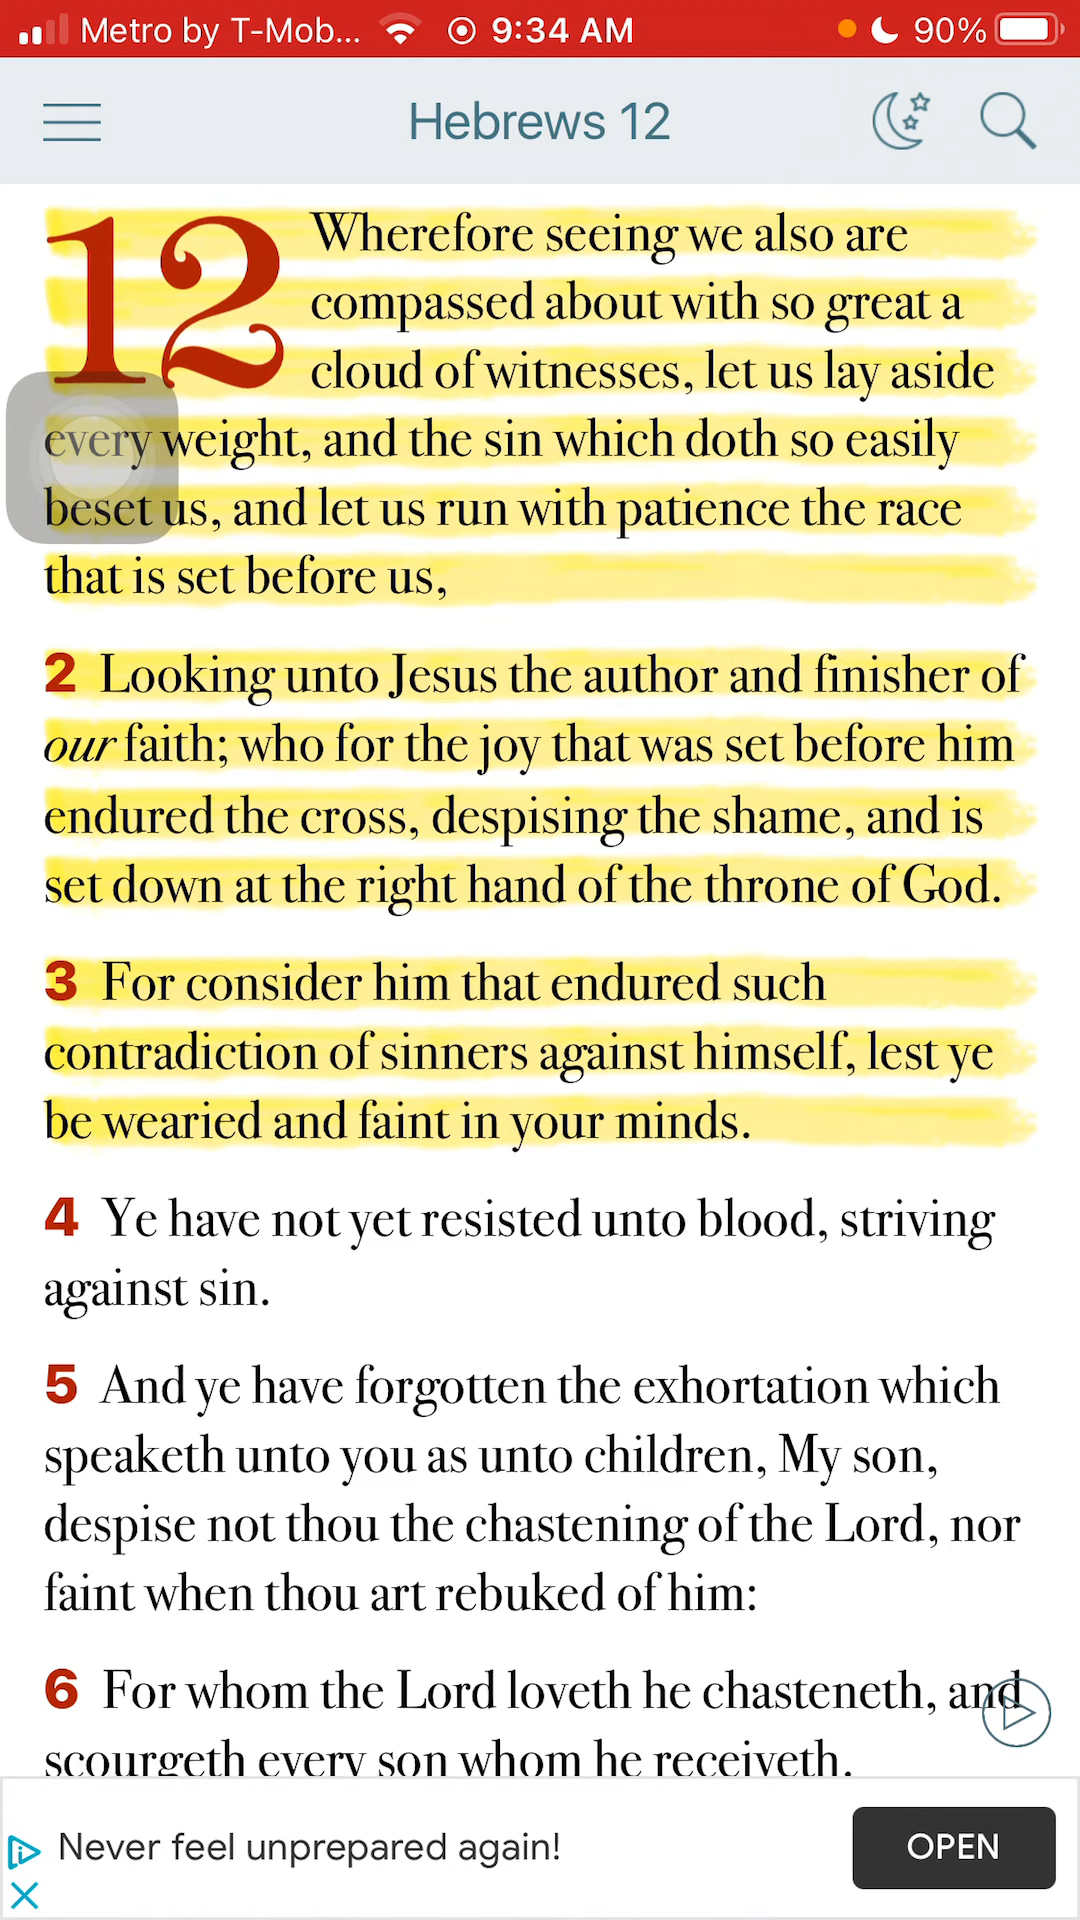 Metro by T-Mob... 9:34 AM 90%
Hebrews 12
12 Wherefore seeing we also are
compassed about with so great a
cloud of witnesses, let us lay aside
every weight, and the sin which doth so easily
beset us, and let us run with patience the race
that is set before us,
2 Looking unto Jesus the author and finisher of
our faith; who for the joy that was set before him
endured the cross, despising the shame, and is
set down at the right hand of the throne of God.
3 For consider him that endured such
contradiction of sinners against himself, lest ye
be wearied and faint in your minds.
4 Ye have not yet resisted unto blood, striving
against sin.
5 And ye have forgotten the exhortation which
speaketh unto you as unto children, My son,
despise not thou the chastening of the Lord, nor
faint when thou art rebuked of him:
6 For whom the Lord loveth he chasteneth, and
scourgeth every son whom he receiveth.
Never feel unprepared again!
OPEN